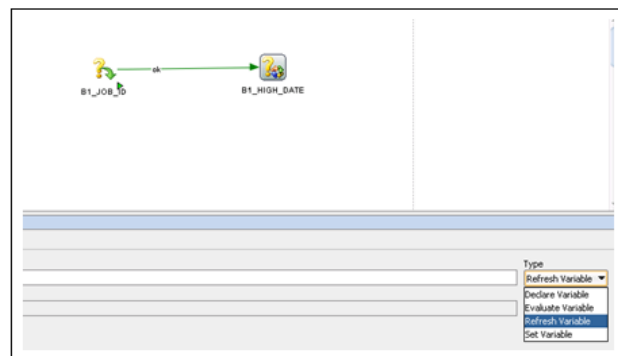 ok
B1_JOB_ID
B1_HIGH_DATE
Type
Refresh Variable
Declare Variable
Evaluate Variable
Refresh Variable
Set Variable